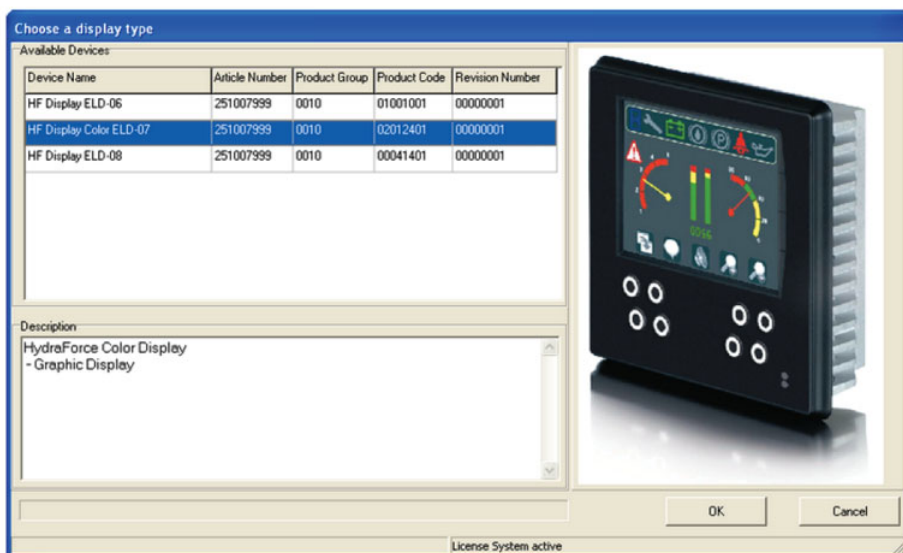 Choose a display type
Available Devices
Device Name Article Number Product Group Product Code Revision Number
HF Display ELD-06 251007999 0010 01001001 00000001
HF Display Color ELD-07 251007999 0010 02012401 00000001
HF Display ELD-08 251007999 0010 00041401 00000001
Description
HydraForce Color Display
- Graphic Display
OK Cancel
License System active